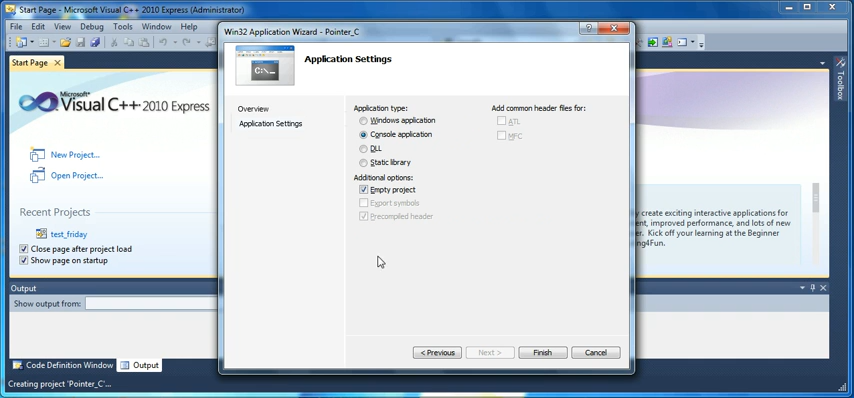 Start Page - Microsoft Visual C++ 2010 Express (Administrator)
File Edit View Debug Tools Window
Start Page
Microsoft®
Visual C++ 2010 Express
New Project...
Open Project...
Recent Projects
test_friday
Close page after project load
Show page on startup
Output
Show output from:
Code Definition Window
Output
Creating project 'Pointer_C'...
Win32 Application Wizard - Pointer_C
C:\
Application Settings
Overview
Application Settings
Application type:
Windows application
Console application
DLL
Static library
Additional options:
Empty project
Export symbols
Precompiled header
Add common header files for:
ATL
MFC
< Previous
Next >
Finish
Cancel
Toolbox
create exciting interactive applications for
improved performance, and lots of new
Kick off your learning at the Beginner